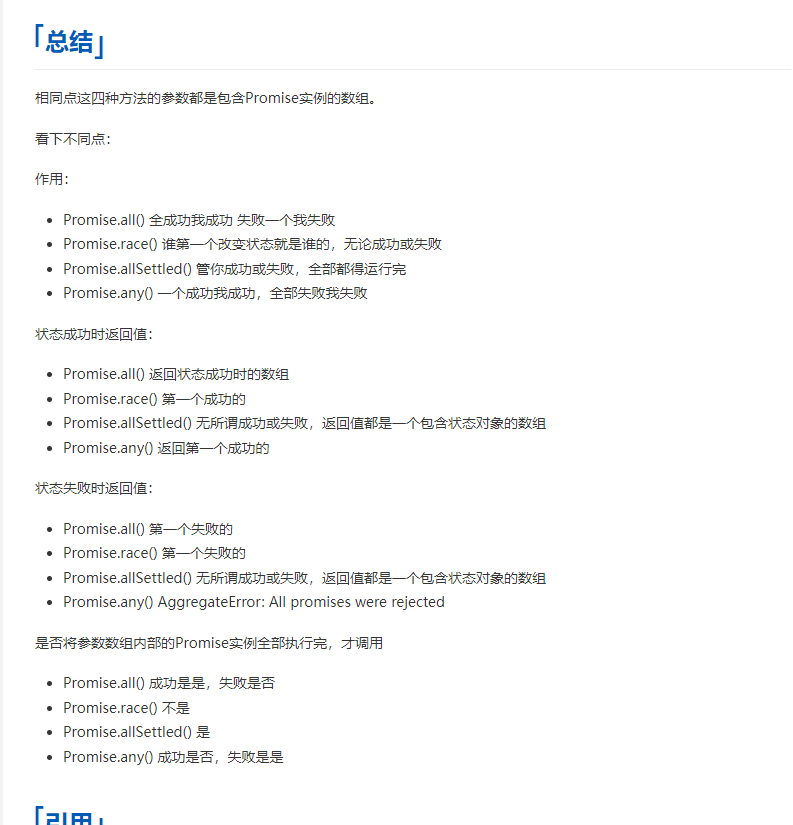 「总结」
相同点这四种方法的参数都是包含Promise实例的数组。
看下不同点：
作用：
Promise.all() 全成功我成功 失败一个我失败
Promise.race() 谁第一个改变状态就是谁的，无论成功或失败
Promise.allSettled() 管你成功或失败，全部都得运行完
Promise.any() 一个成功我成功，全部失败我失败
状态成功时返回值：
Promise.all() 返回状态成功时的数组
Promise.race() 第一个成功的
Promise.allSettled() 无所谓成功或失败，返回值都是一个包含状态对象的数组
Promise.any() 返回第一个成功的
状态失败时返回值：
Promise.all() 第一个失败的
Promise.race() 第一个失败的
Promise.allSettled() 无所谓成功或失败，返回值都是一个包含状态对象的数组
Promise.any() AggregateError: All promises were rejected
是否将参数数组内部的Promise实例全部执行完，才调用
Promise.all() 成功是是，失败是否
Promise.race() 不是
Promise.allSettled() 是
Promise.any() 成功是否，失败是是
「引用」